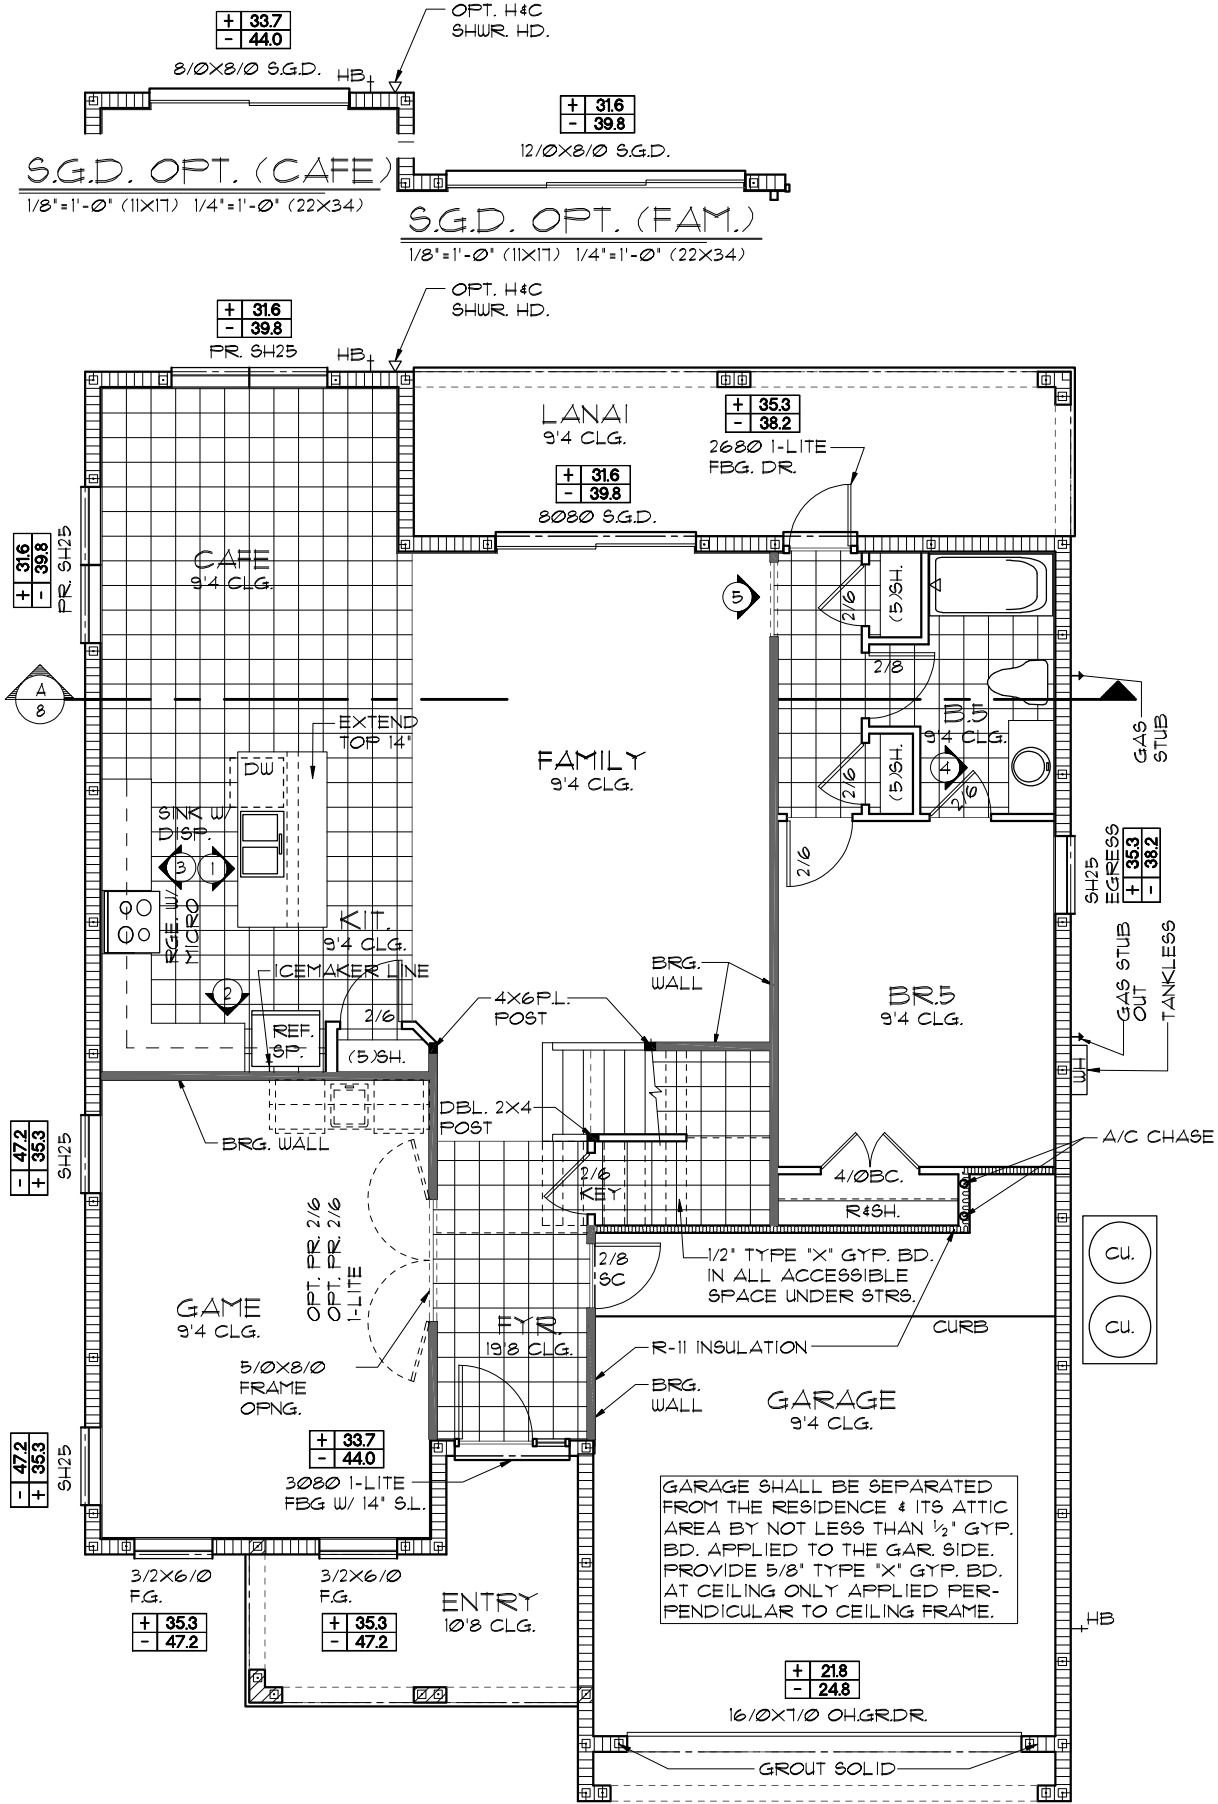 OPT. H&C
SHWR. HD.
+ 33.7
- 44.0
8/0X8/0 S.G.D.
HB
+ 31.6
- 39.8
12/0X8/0 S.G.D.
S.G.D. OPT. (CAFE)
1/8"=1'-0" (11X17) 1/4"=1'-0" (22X34)
S.G.D. OPT. (FAM.)
1/8"=1'-0" (11X17) 1/4"=1'-0" (22X34)
OPT. H&C
SHWR. HD.
+ 31.6
- 39.8
PR. SH25
HB
LANAI
9'4 CLG.
+ 35.3
- 38.2
2680 1-LITE
FBG. DR.
+ 31.6
- 39.8
8080 S.G.D.
+ 31.6
- 39.8
PR. SH25
CAFE
9'4 CLG.
5
2/6
(5)SH.
2/8
A
8
B.5
9'4 CLG.
GAS
STUB
EXTEND
TOP 14"
DW
FAMILY
9'4 CLG.
2/6
(5)SH.
4
2/6
SINK W/
DISP.
3
1
2/6
SH25
EGRESS
+ 35.3
- 38.2
RGE. W/
MICRO
KIT.
9'4 CLG.
ICEMAKER LINE
2
BRG.
WALL
BR.5
9'4 CLG.
GAS STUB
OUT
TANKLESS
4X6P.L.
POST
REF.
SP.
2/6
(5)SH.
WH
DBL. 2X4
POST
BRG. WALL
- 47.2
+ 35.3
SH25
A/C CHASE
2/6
KEY
4/0BC.
R&SH.
OPT. PR. 2/6
OPT. PR. 2/6
1-LITE
2/8
SC
1/2" TYPE "X" GYP. BD.
IN ALL ACCESSIBLE
SPACE UNDER STRS.
CU.
CU.
GAME
9'4 CLG.
FYR.
19'8 CLG.
CURB
R-11 INSULATION
5/0X8/0
FRAME
OPNG.
BRG.
WALL
GARAGE
9'4 CLG.
- 47.2
+ 35.3
SH25
+ 33.7
- 44.0
3080 1-LITE
FBG W/ 14" S.L.
GARAGE SHALL BE SEPARATED
FROM THE RESIDENCE & ITS ATTIC
AREA BY NOT LESS THAN ½" GYP.
BD. APPLIED TO THE GAR. SIDE.
PROVIDE 5/8" TYPE "X" GYP. BD.
AT CEILING ONLY APPLIED PER-
PENDICULAR TO CEILING FRAME.
3/2X6/0
F.G.
+ 35.3
- 47.2
3/2X6/0
F.G.
+ 35.3
- 47.2
ENTRY
10'8 CLG.
HB
+ 21.8
- 24.8
16/0X7/0 OH.GR.DR.
GROUT SOLID